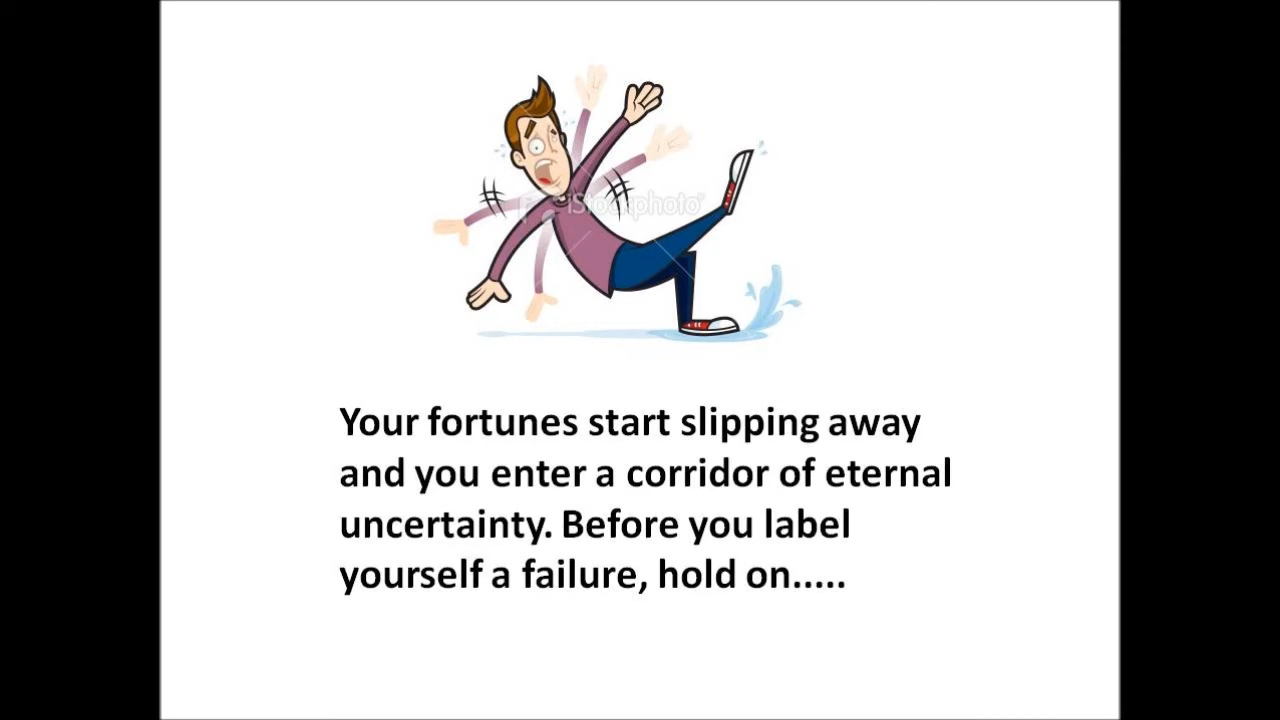 iStockphoto
Your fortunes start slipping away
and you enter a corridor of eternal
uncertainty. Before you label
yourself a failure, hold on.....